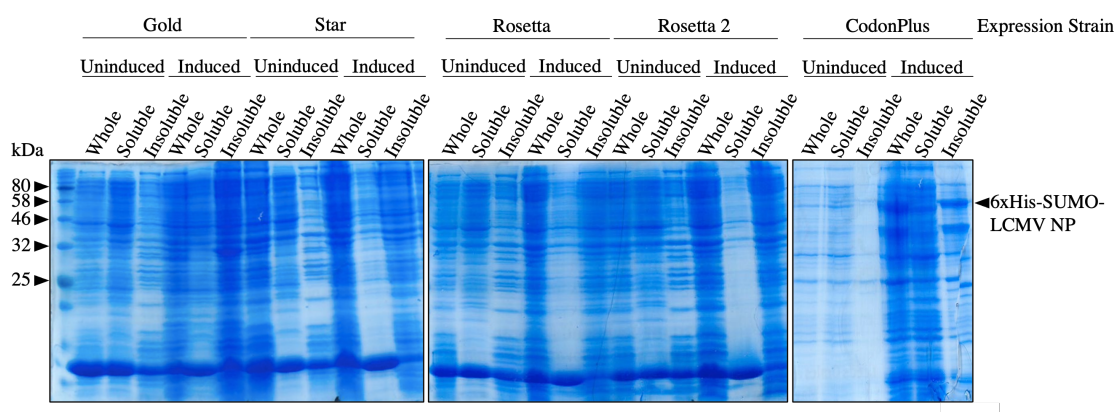 Gold Star Rosetta Rosetta 2 CodonPlus Expression Strain
Uninduced Induced Uninduced Induced Uninduced Induced Uninduced Induced Uninduced Induced
Whole Soluble Insoluble Whole Soluble Insoluble Whole Soluble Insoluble Whole Soluble Insoluble Whole Soluble Insoluble Whole Soluble Insoluble Whole Soluble Insoluble Whole Soluble Insoluble Whole Soluble Insoluble Whole Soluble Insoluble
kDa
80
58
46
32
25
6xHis-SUMO-
LCMV NP